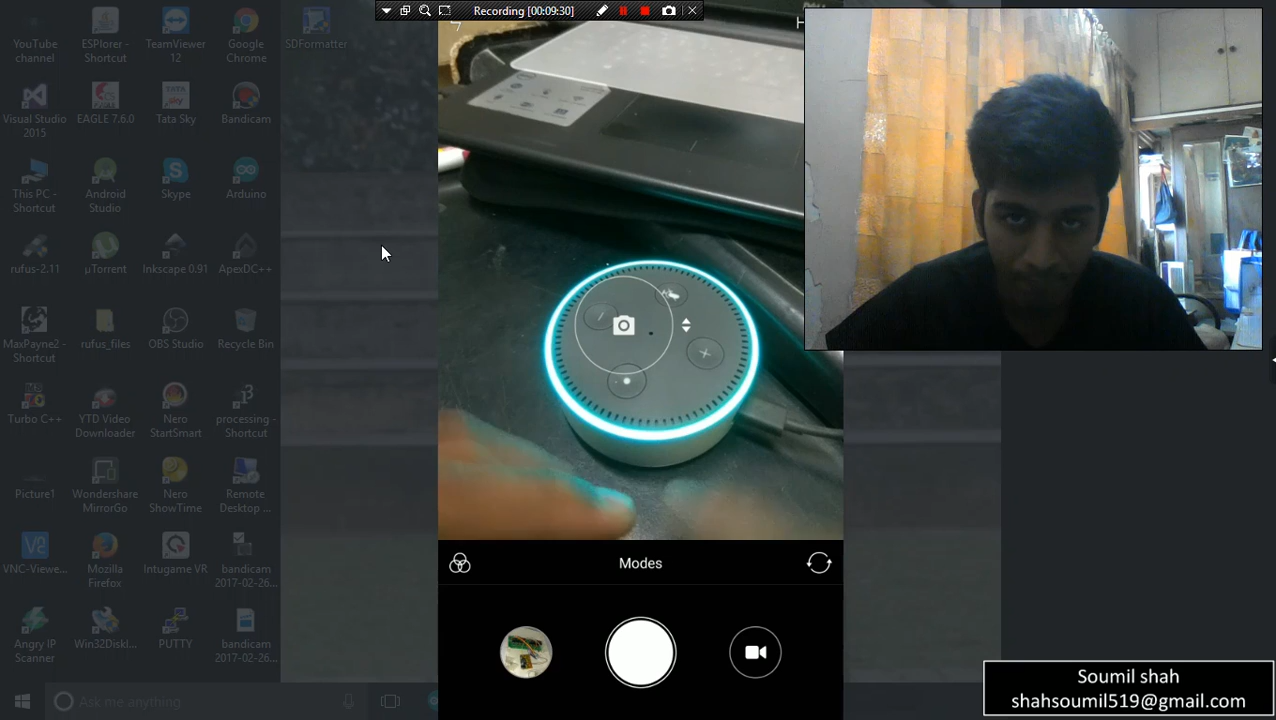 Recording [00:09:30]
YouTube channel
ESPlorer - Shortcut
TeamViewer 12
Google Chrome
SDFormatter
Visual Studio 2015
EAGLE 7.6.0
Tata Sky
Bandicam
This PC - Shortcut
Android Studio
Skype
Arduino
rufus-2.11
µTorrent
Inkscape 0.91
ApexDC++
MaxPayne2 - Shortcut
rufus_files
OBS Studio
Recycle Bin
Turbo C++
YTD Video Downloader
Nero StartSmart
processing - Shortcut
Picture1
Wondershare MirrorGo
Nero ShowTime
Remote Desktop ...
VNC-Viewe...
Mozilla Firefox
Intugame VR
bandicam 2017-02-26...
Angry IP Scanner
Win32Diskl...
PUTTY
bandicam 2017-02-26...
Ask me anything
Modes
Soumil shah
shahsoumil519@gmail.com